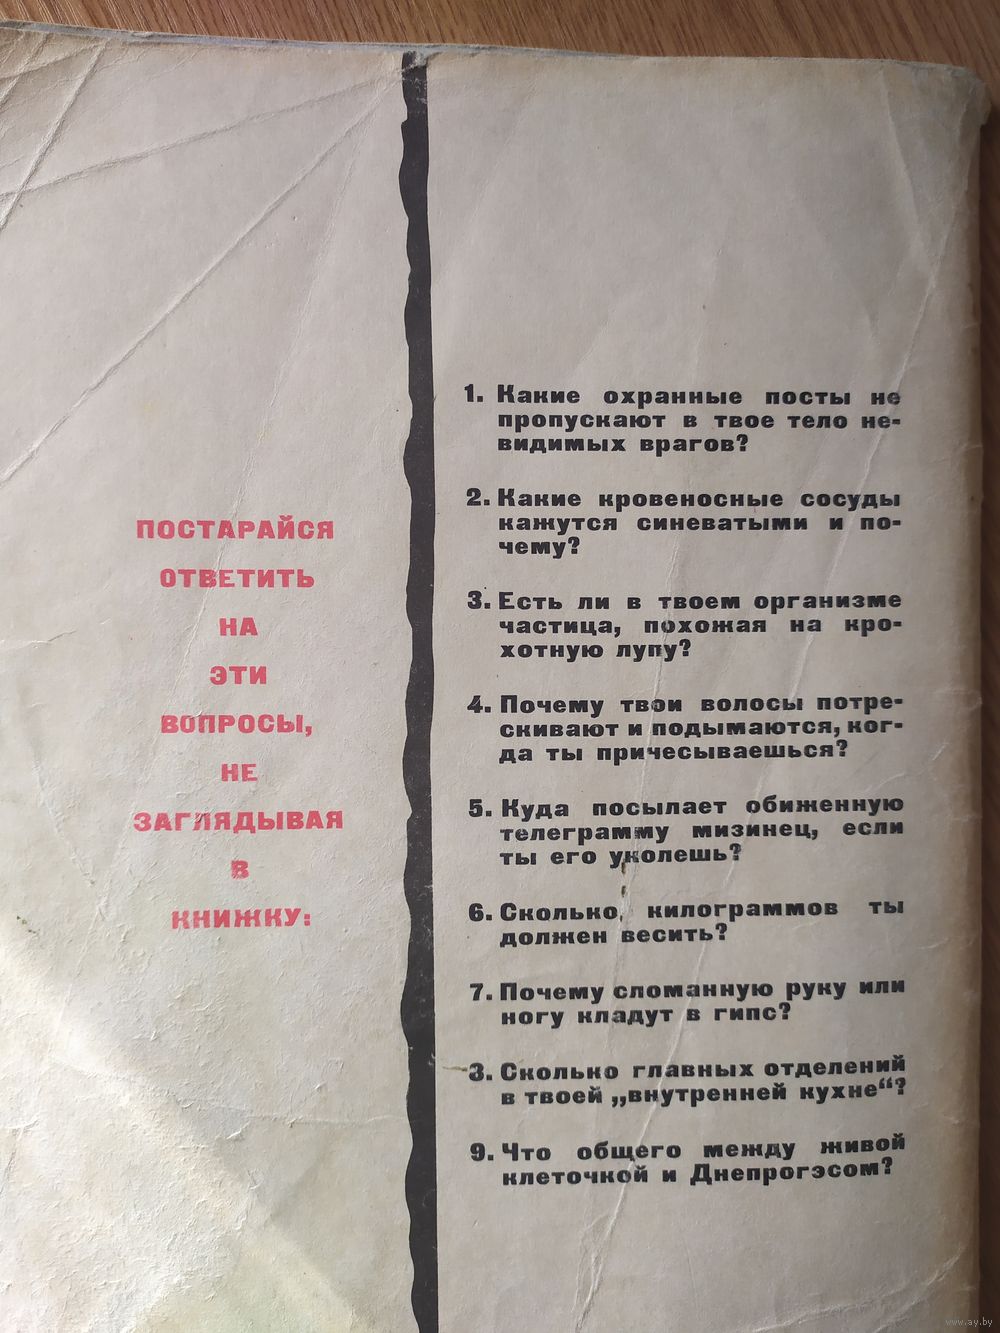 ПОСТАРАЙСЯ
ОТВЕТИТЬ
НА
ЭТИ
ВОПРОСЫ,
НЕ
ЗАГЛЯДЫВАЯ
В
КНИЖКУ:
1. Какие охранные посты не
пропускают в твое тело не-
видимых врагов?
2. Какие кровеносные сосуды
кажутся синеватыми и по-
чему?
3. Есть ли в твоем организме
частица, похожая на кро-
хотную лупу?
4. Почему твои волосы потре-
скивают и подымаются, ког-
да ты причесываешься?
5. Куда посылает обиженную
телеграмму мизинец, если
ты его уколешь?
6. Сколько килограммов ты
должен весить?
7. Почему сломанную руку или
ногу кладут в гипс?
3. Сколько главных отделений
в твоей „внутренней кухне“?
9. Что общего между живой
клеточкой и Днепрогэсом?
www.ay.by